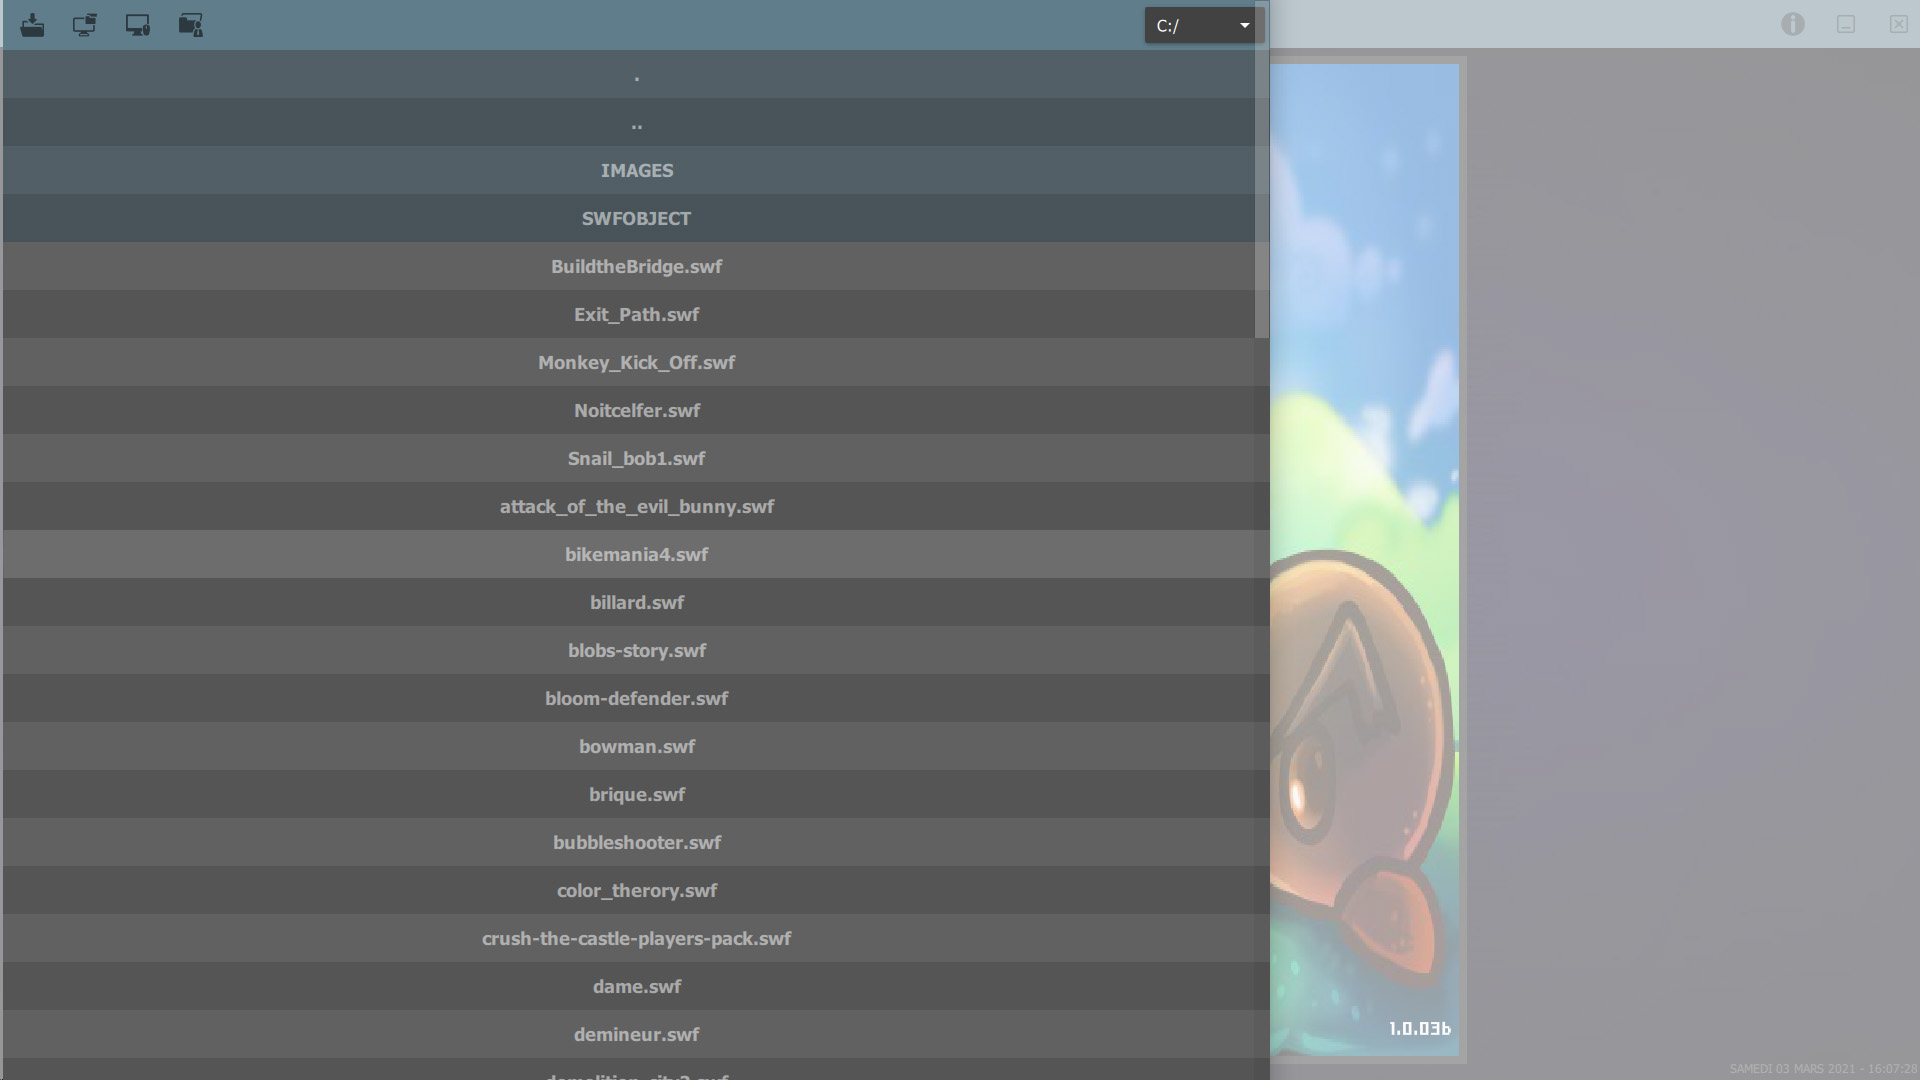 C:/
.
..
IMAGES
SWFOBJECT
BuildtheBridge.swf
Exit_Path.swf
Monkey_Kick_Off.swf
Noitcelfer.swf
Snail_bob1.swf
attack_of_the_evil_bunny.swf
bikemania4.swf
billard.swf
blobs-story.swf
bloom-defender.swf
bowman.swf
brique.swf
bubbleshooter.swf
color_therory.swf
crush-the-castle-players-pack.swf
dame.swf
demineur.swf
demolition_city2.swf
1.0.03b
SAMEDI 03 MARS 2021 - 16:07:28